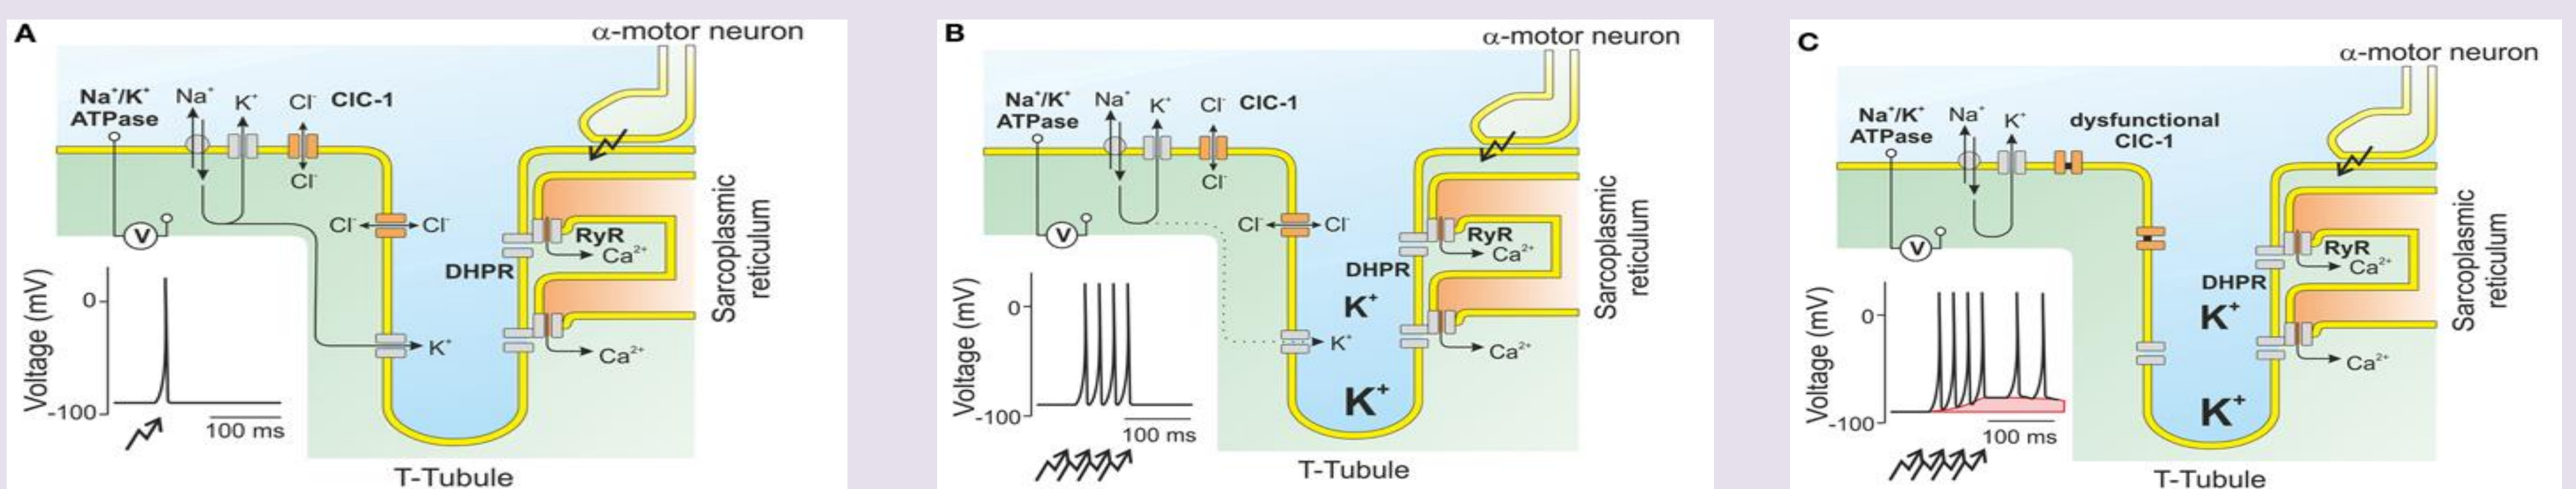 A
α-motor neuron
Na⁺/K⁺
ATPase
Na⁺
K⁺
Cl⁻
ClC-1
Cl⁻
Cl⁻
Cl⁻
V
RyR
Ca²⁺
DHPR
K⁺
Ca²⁺
Sarcoplasmic
reticulum
Voltage (mV)
0
-100
100 ms
T-Tubule
B
α-motor neuron
Na⁺/K⁺
ATPase
Na⁺
K⁺
Cl⁻
ClC-1
Cl⁻
Cl⁻
Cl⁻
V
RyR
Ca²⁺
DHPR
K⁺
K⁺
Ca²⁺
K⁺
Sarcoplasmic
reticulum
Voltage (mV)
0
-100
100 ms
T-Tubule
C
α-motor neuron
Na⁺/K⁺
ATPase
Na⁺
K⁺
dysfunctional
ClC-1
V
RyR
Ca²⁺
DHPR
K⁺
Ca²⁺
K⁺
Sarcoplasmic
reticulum
Voltage (mV)
0
-100
100 ms
T-Tubule